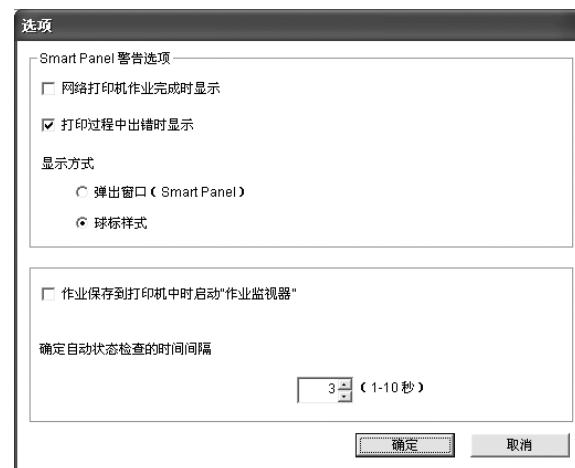 选项
Smart Panel 警告选项
网络打印机作业完成时显示
打印过程中出错时显示
显示方式
弹出窗口 ( Smart Panel )
球标样式
作业保存到打印机中时启动"作业监视器"
确定自动状态检查的时间间隔
3 ( 1-10 秒 )
确定 取消